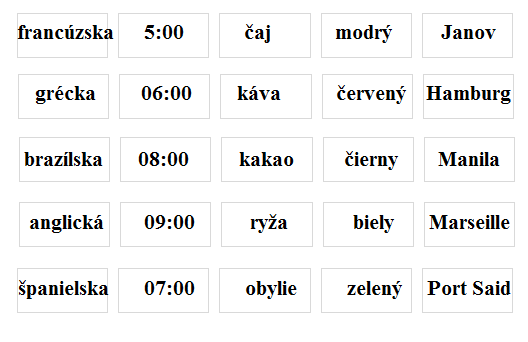 francúzska 5:00 čaj modrý Janov
grécka 06:00 káva červený Hamburg
brazílska 08:00 kakao čierny Manila
anglická 09:00 ryža biely Marseille
španielska 07:00 obylie zelený Port Said